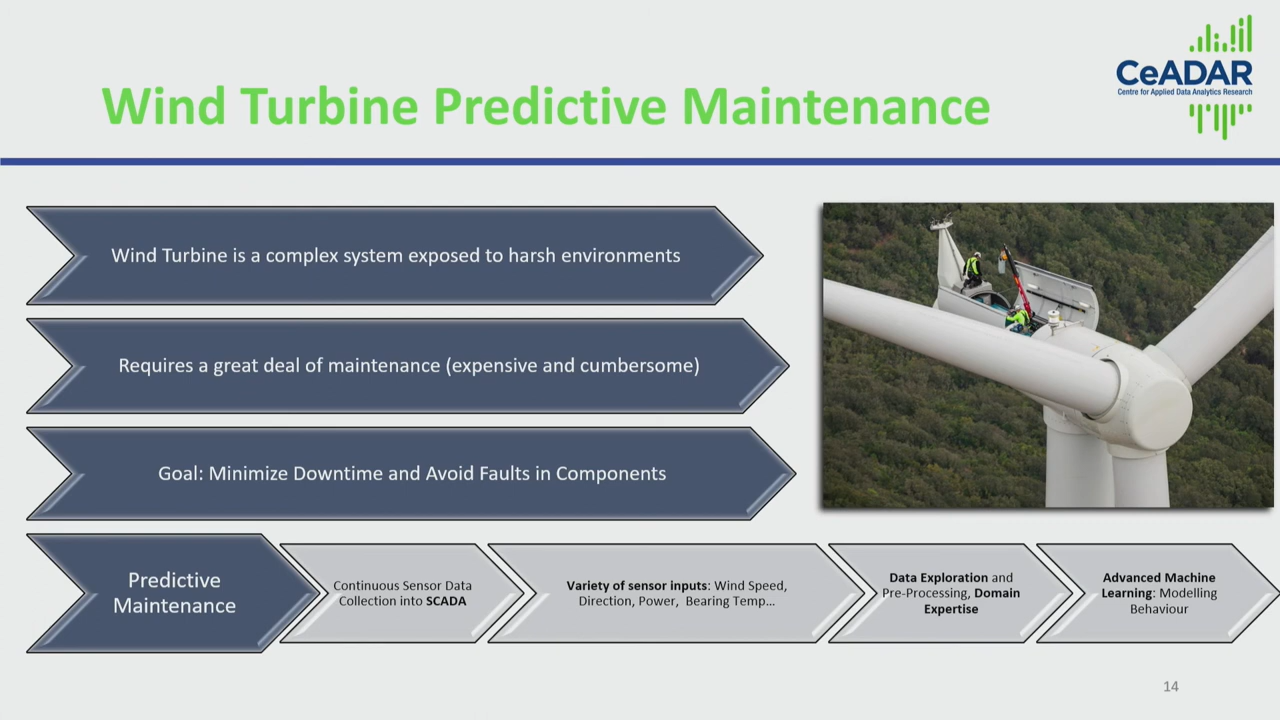 CeADAR
Centre for Applied Data Analytics Research
Wind Turbine Predictive Maintenance
Wind Turbine is a complex system exposed to harsh environments
Requires a great deal of maintenance (expensive and cumbersome)
Goal: Minimize Downtime and Avoid Faults in Components
Predictive
Maintenance
Continuous Sensor Data
Collection into SCADA
Variety of sensor inputs: Wind Speed,
Direction, Power, Bearing Temp...
Data Exploration and
Pre-Processing, Domain
Expertise
Advanced Machine
Learning: Modelling
Behaviour
14